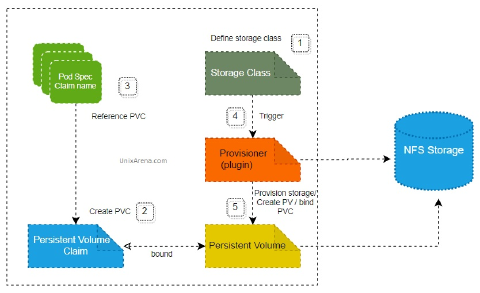 Define storage class
1
Pod Spec
Claim name
3
Storage Class
Reference PVC
4
Trigger
UnixArena.com
Provisioner
(plugin)
NFS Storage
Provision storage/
Create PV / bind
PVC
Create PVC
2
5
Persistent Volume
Claim
bound
Persistent Volume